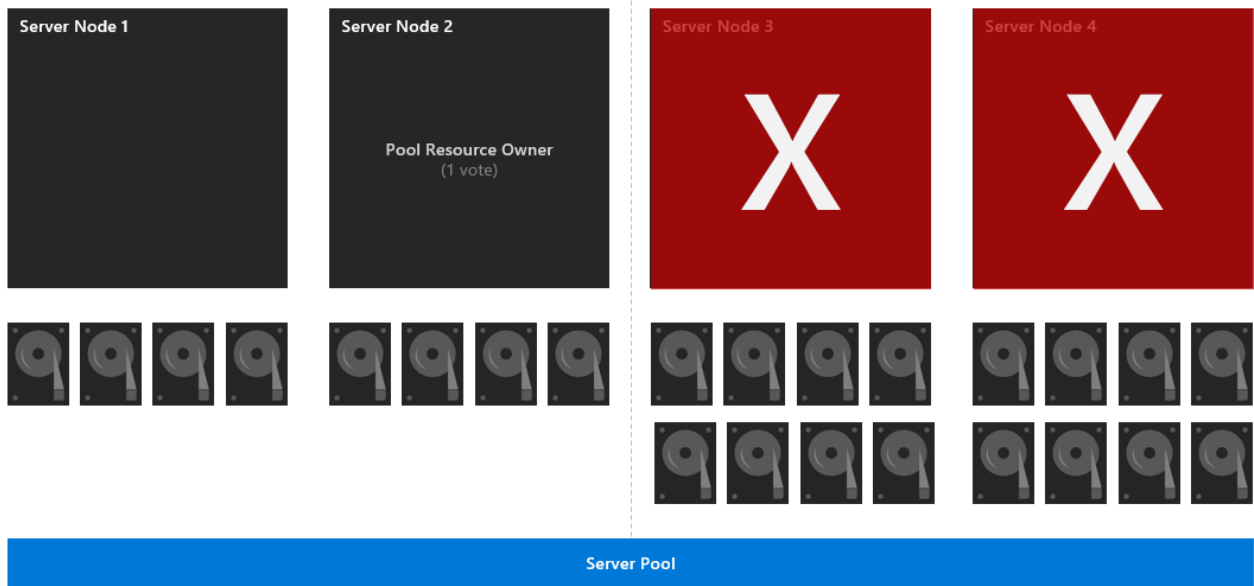 Server Node 1
Server Node 2
Server Node 3
Server Node 4
Pool Resource Owner
(1 vote)
X
X
Server Pool